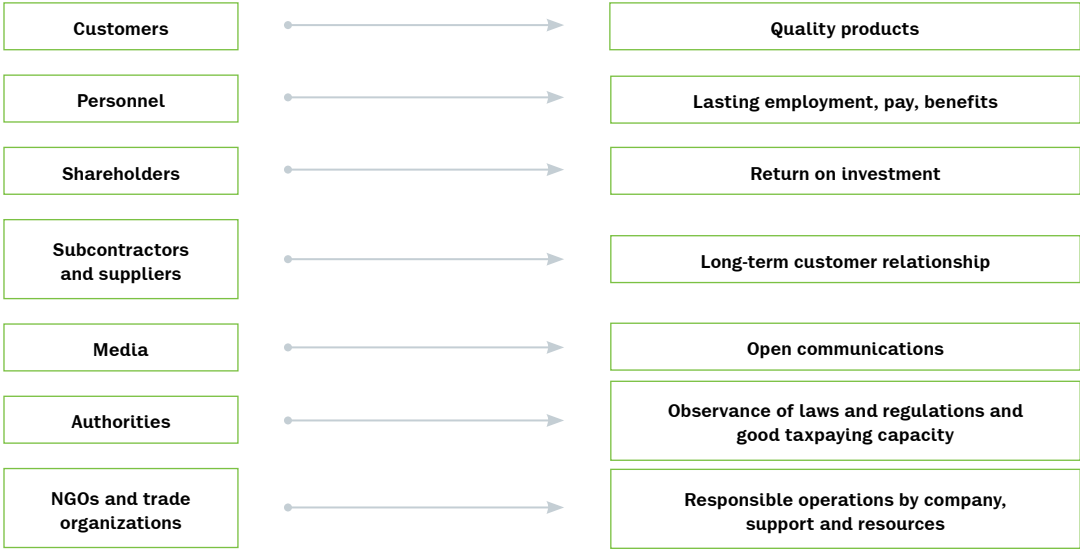 Customers
Quality products
Personnel
Lasting employment, pay, benefits
Shareholders
Return on investment
Subcontractors
and suppliers
Long-term customer relationship
Media
Open communications
Authorities
Observance of laws and regulations and
good taxpaying capacity
NGOs and trade
organizations
Responsible operations by company,
support and resources